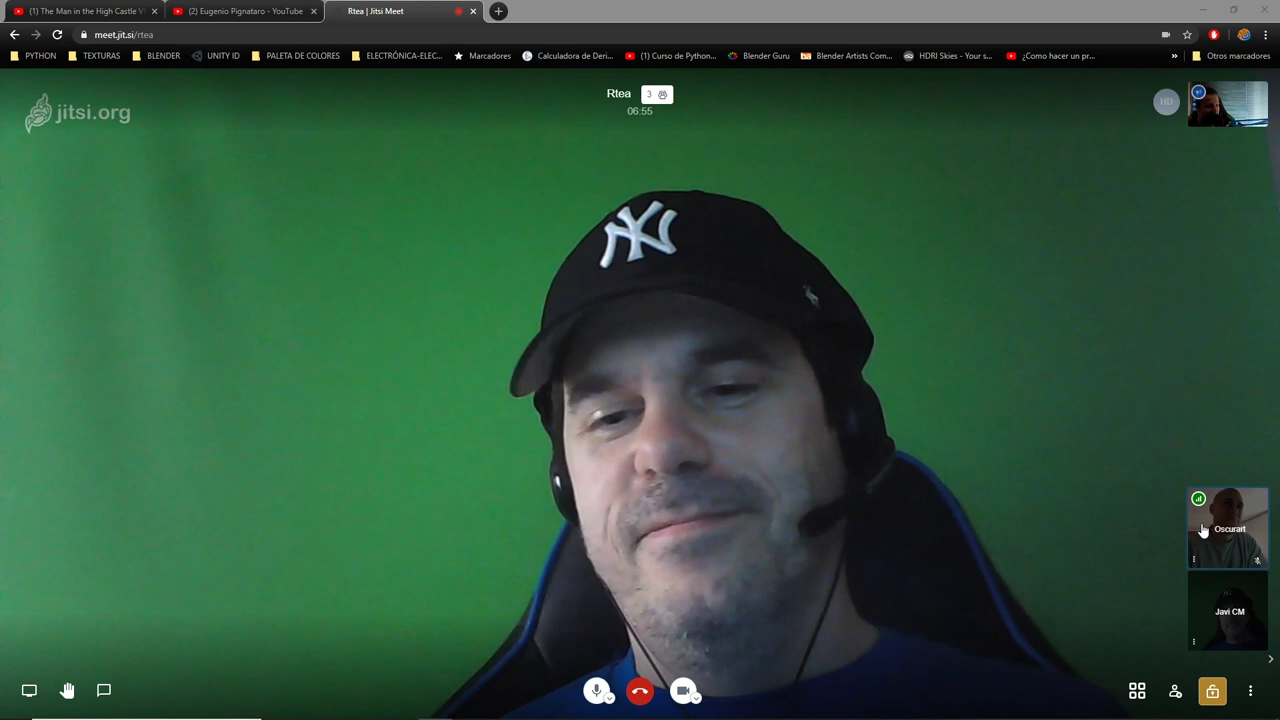 (1) The Man in the High Castle V
(2) Eugenio Pignataro - YouTube
Rtea | Jitsi Meet
meet.jit.si/rtea
PYTHON
TEXTURAS
BLENDER
UNITY ID
PALETA DE COLORES
ELECTRÓNICA-ELEC...
Marcadores
Calculadora de Deri...
(1) Curso de Python...
Blender Guru
Blender Artists Com...
HDRI Skies - Your s...
¿Como hacer un pr...
Otros marcadores
jitsi.org
Rtea 3
06:55
HD
NY
Oscurart
Javi CM